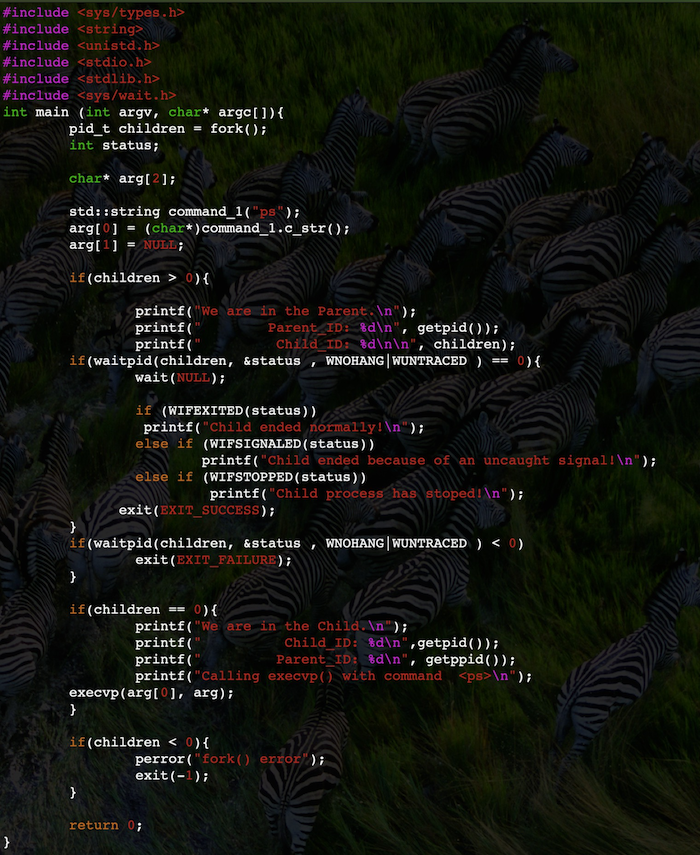 #include <sys/types.h>
#include <string>
#include <unistd.h>
#include <stdio.h>
#include <stdlib.h>
#include <sys/wait.h>
int main (int argv, char* argc[]){
        pid_t children = fork();
        int status;

        char* arg[2];

        std::string command_1("ps");
        arg[0] = (char*)command_1.c_str();
        arg[1] = NULL;

        if(children > 0){

                printf("We are in the Parent.\n");
                printf("        Parent_ID: %d\n", getpid());
                printf("         Child_ID: %d\n\n", children);
        if(waitpid(children, &status , WNOHANG|WUNTRACED ) == 0){
                wait(NULL);

                if (WIFEXITED(status))
                 printf("Child ended normally!\n");
                else if (WIFSIGNALED(status))
                        printf("Child ended because of an uncaught signal!\n");
                else if (WIFSTOPPED(status))
                         printf("Child process has stoped!\n");
              exit(EXIT_SUCCESS);
        }
        if(waitpid(children, &status , WNOHANG|WUNTRACED ) < 0)
                exit(EXIT_FAILURE);
        }

        if(children == 0){
                printf("We are in the Child.\n");
                printf("          Child_ID: %d\n",getpid());
                printf("         Parent_ID: %d\n", getppid());
                printf("Calling execvp() with command  <ps>\n");
        execvp(arg[0], arg);
        }

        if(children < 0){
                perror("fork() error");
                exit(-1);
        }

        return 0;
}